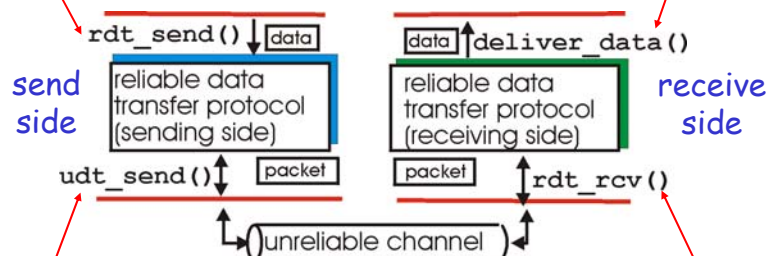 rdt_send() data
data deliver_data()
send side
reliable data
transfer protocol
(sending side)
reliable data
transfer protocol
(receiving side)
receive side
udt_send() packet
packet rdt_rcv()
unreliable channel